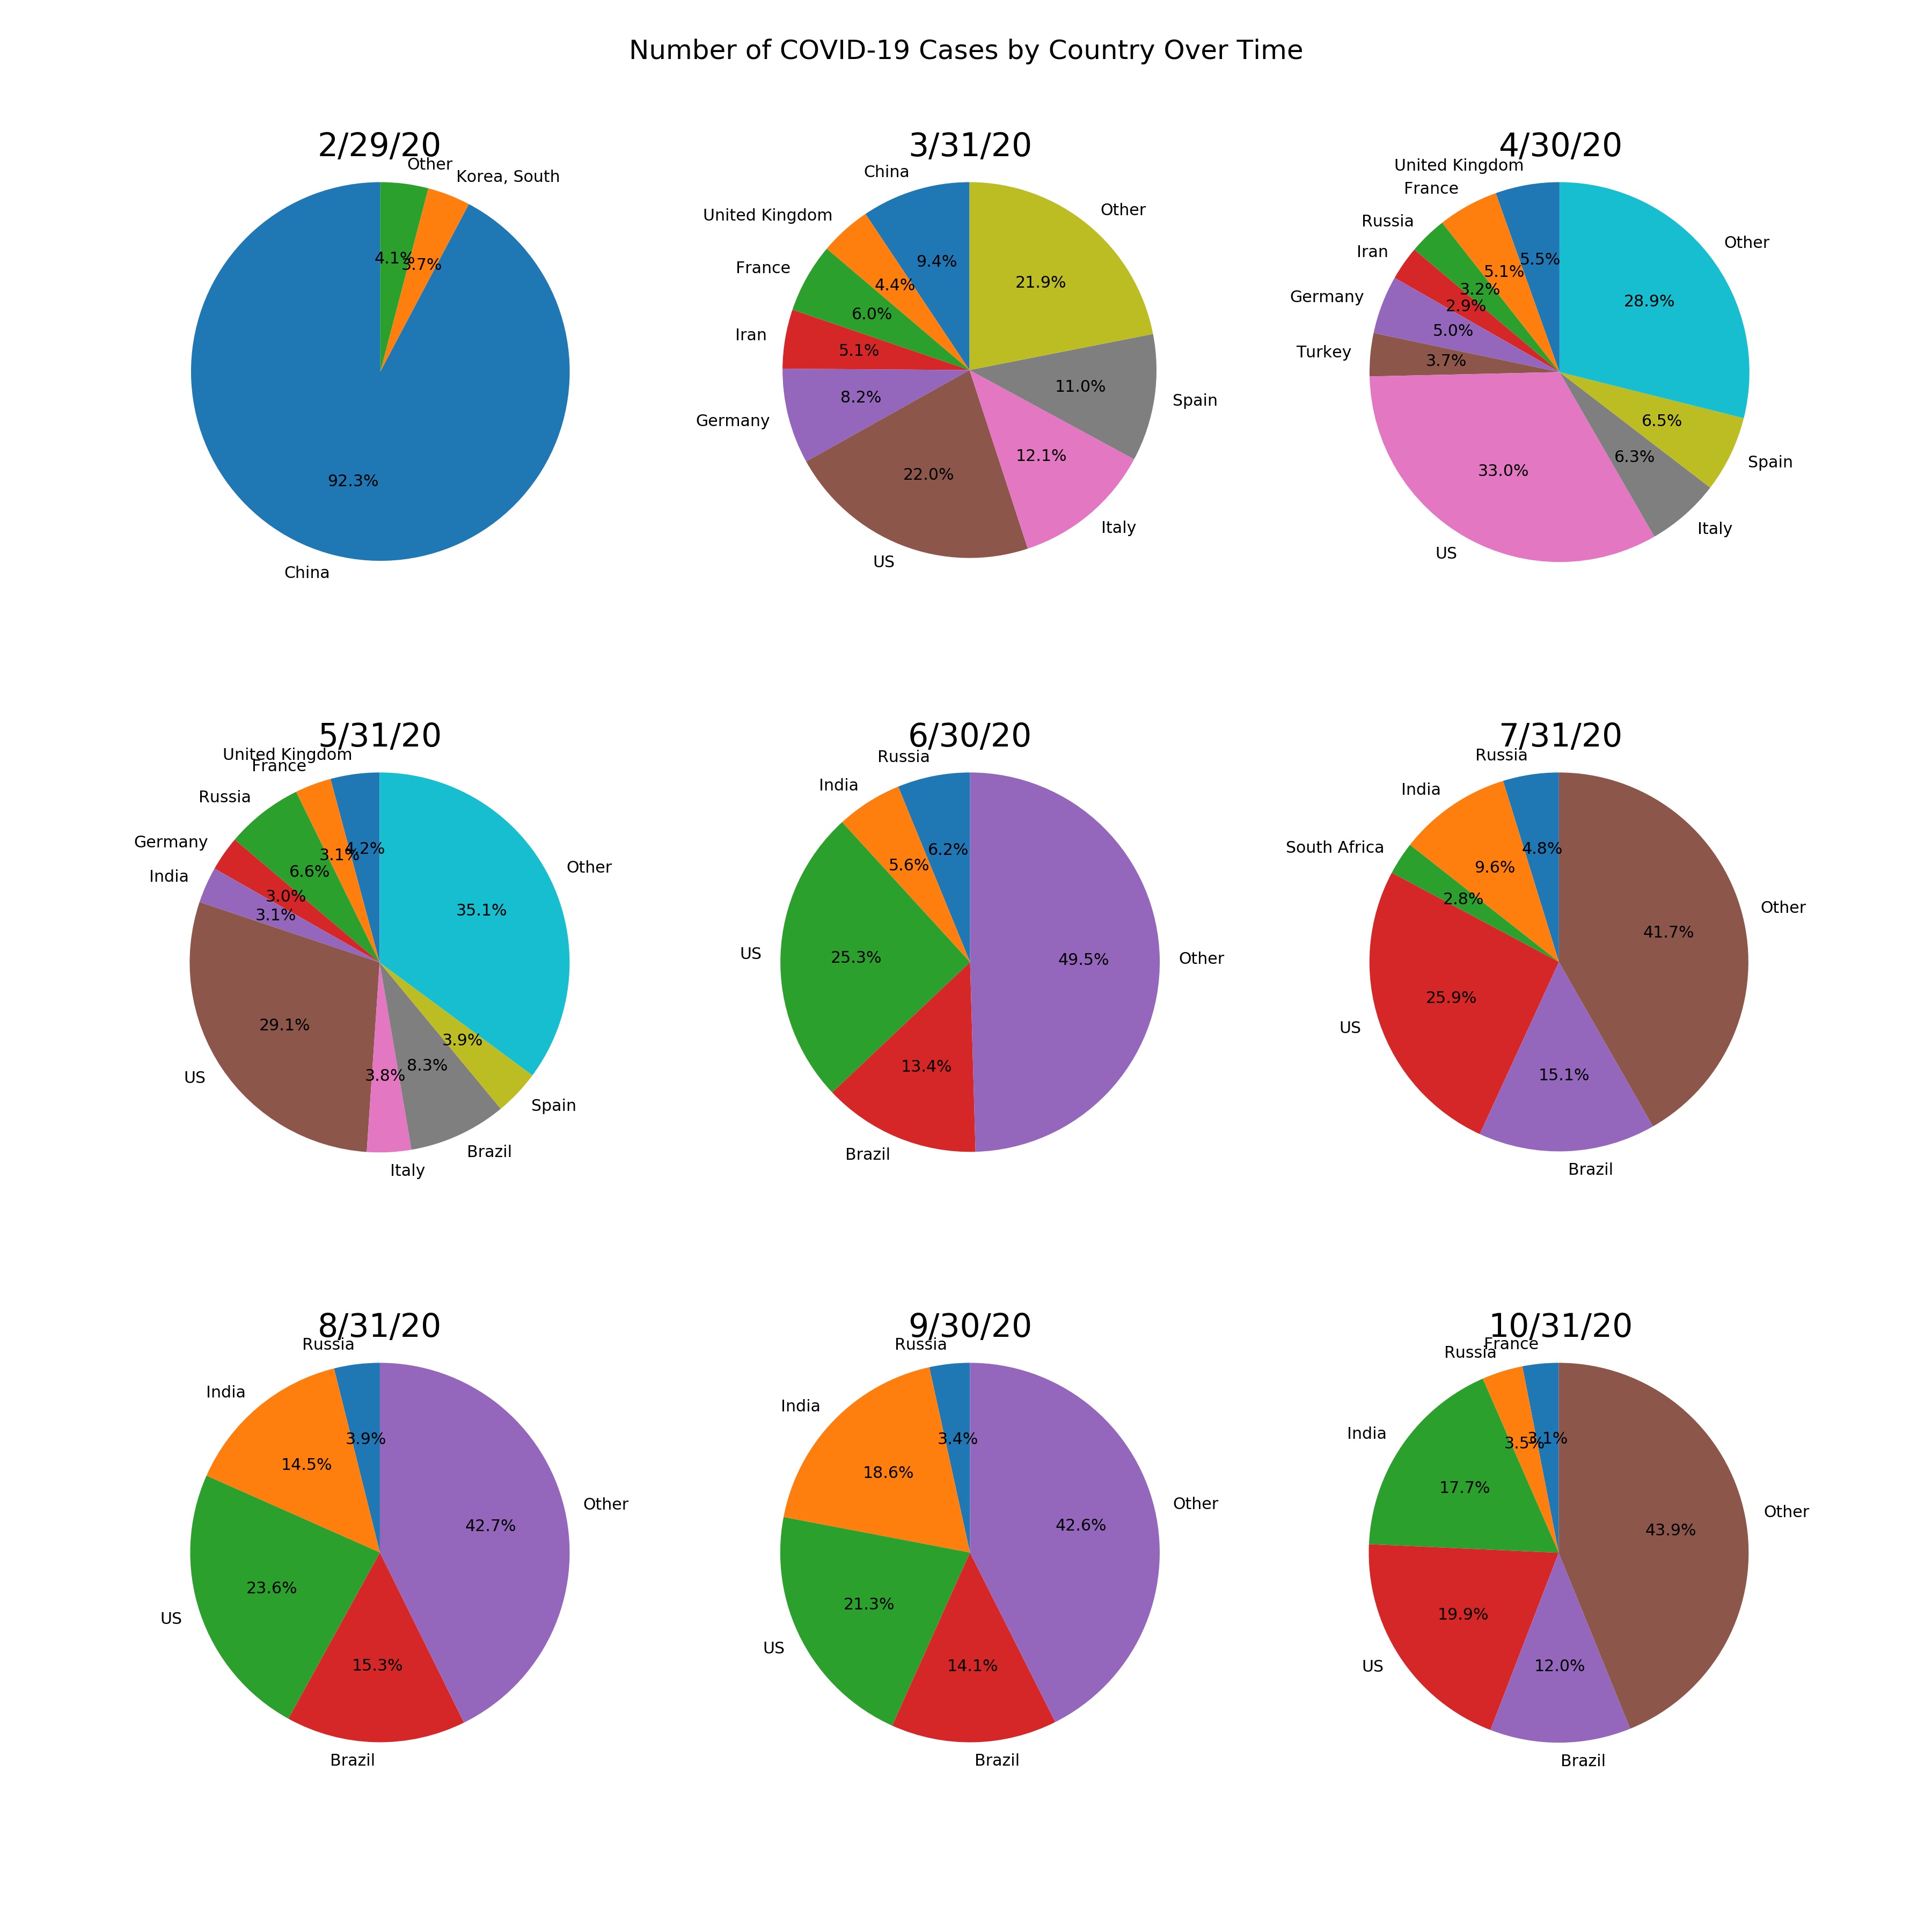 Number of COVID-19 Cases by Country Over Time
2/29/20
Other
Korea, South
4.1%
3.7%
92.3%
China
3/31/20
China
United Kingdom
Other
France
9.4%
21.9%
4.4%
6.0%
Iran
5.1%
11.0%
Spain
8.2%
Germany
12.1%
22.0%
Italy
US
4/30/20
United Kingdom
France
Russia
Other
Iran
5.5%
5.1%
3.2%
28.9%
2.9%
Germany
5.0%
Turkey
3.7%
6.5%
6.3%
Spain
33.0%
Italy
US
5/31/20
United Kingdom
France
Russia
Germany
4.2%
3.1%
Other
6.6%
India
3.0%
3.1%
35.1%
29.1%
3.9%
8.3%
3.8%
US
Spain
Brazil
Italy
6/30/20
Russia
India
6.2%
5.6%
US
25.3%
49.5%
Other
13.4%
Brazil
7/31/20
Russia
India
South Africa
4.8%
9.6%
2.8%
Other
41.7%
25.9%
US
15.1%
Brazil
8/31/20
Russia
India
3.9%
14.5%
Other
42.7%
23.6%
US
15.3%
Brazil
9/30/20
Russia
India
3.4%
18.6%
Other
42.6%
21.3%
US
14.1%
Brazil
10/31/20
France
Russia
India
3.1%
3.5%
17.7%
Other
43.9%
19.9%
US
12.0%
Brazil